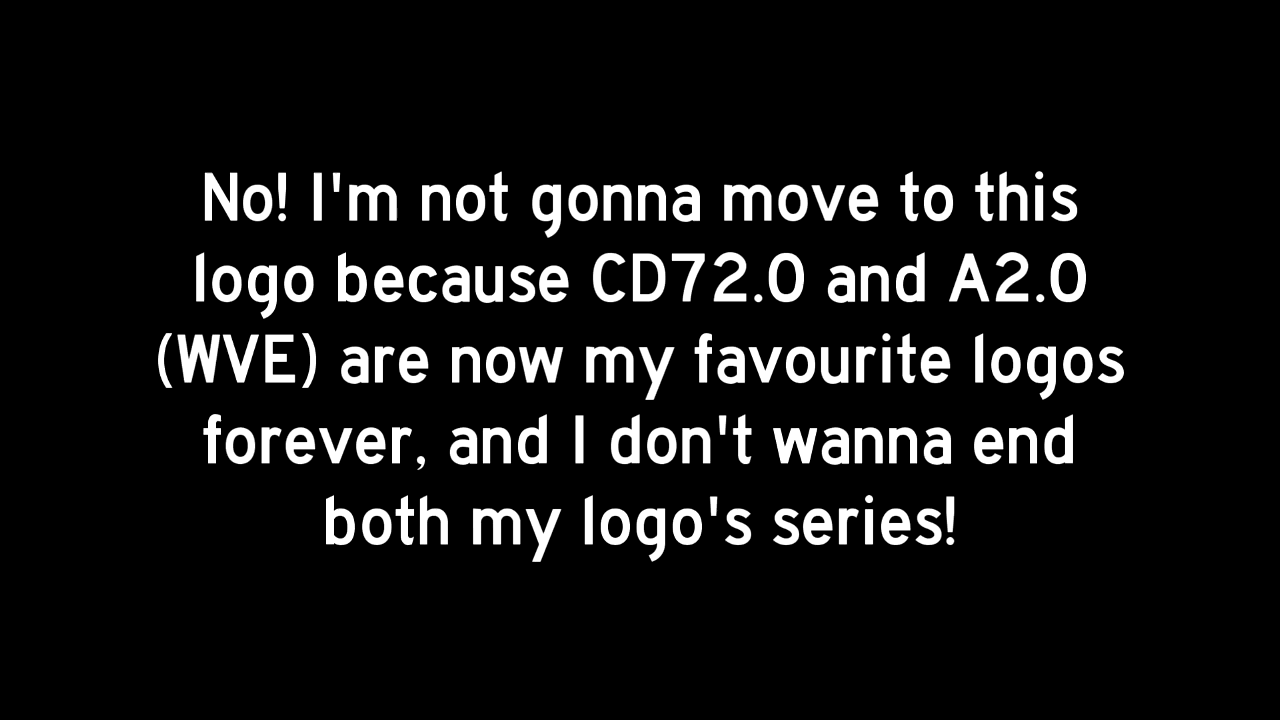 No! I'm not gonna move to this
logo because CD72.0 and A2.0
(WVE) are now my favourite logos
forever, and I don't wanna end
both my logo's series!